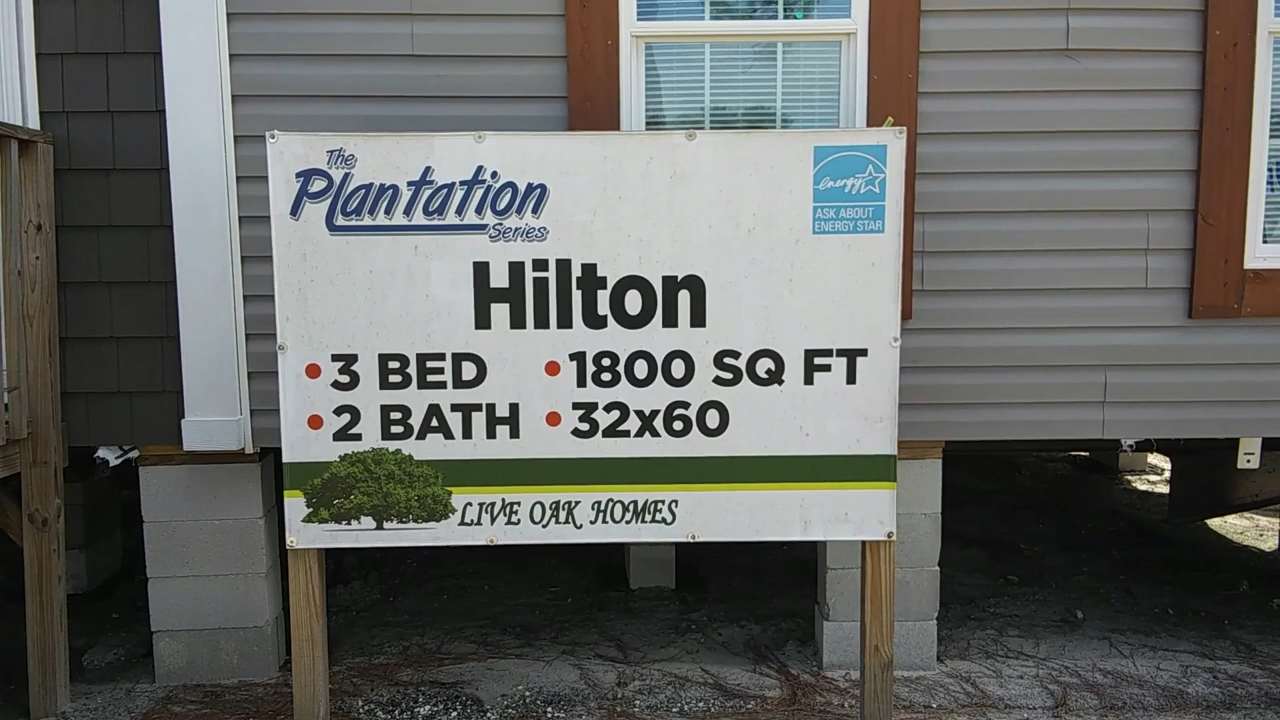 The
Plantation
Series
energy
ASK ABOUT
ENERGY STAR
Hilton
• 3 BED
• 1800 SQ FT
• 2 BATH
• 32x60
LIVE OAK HOMES